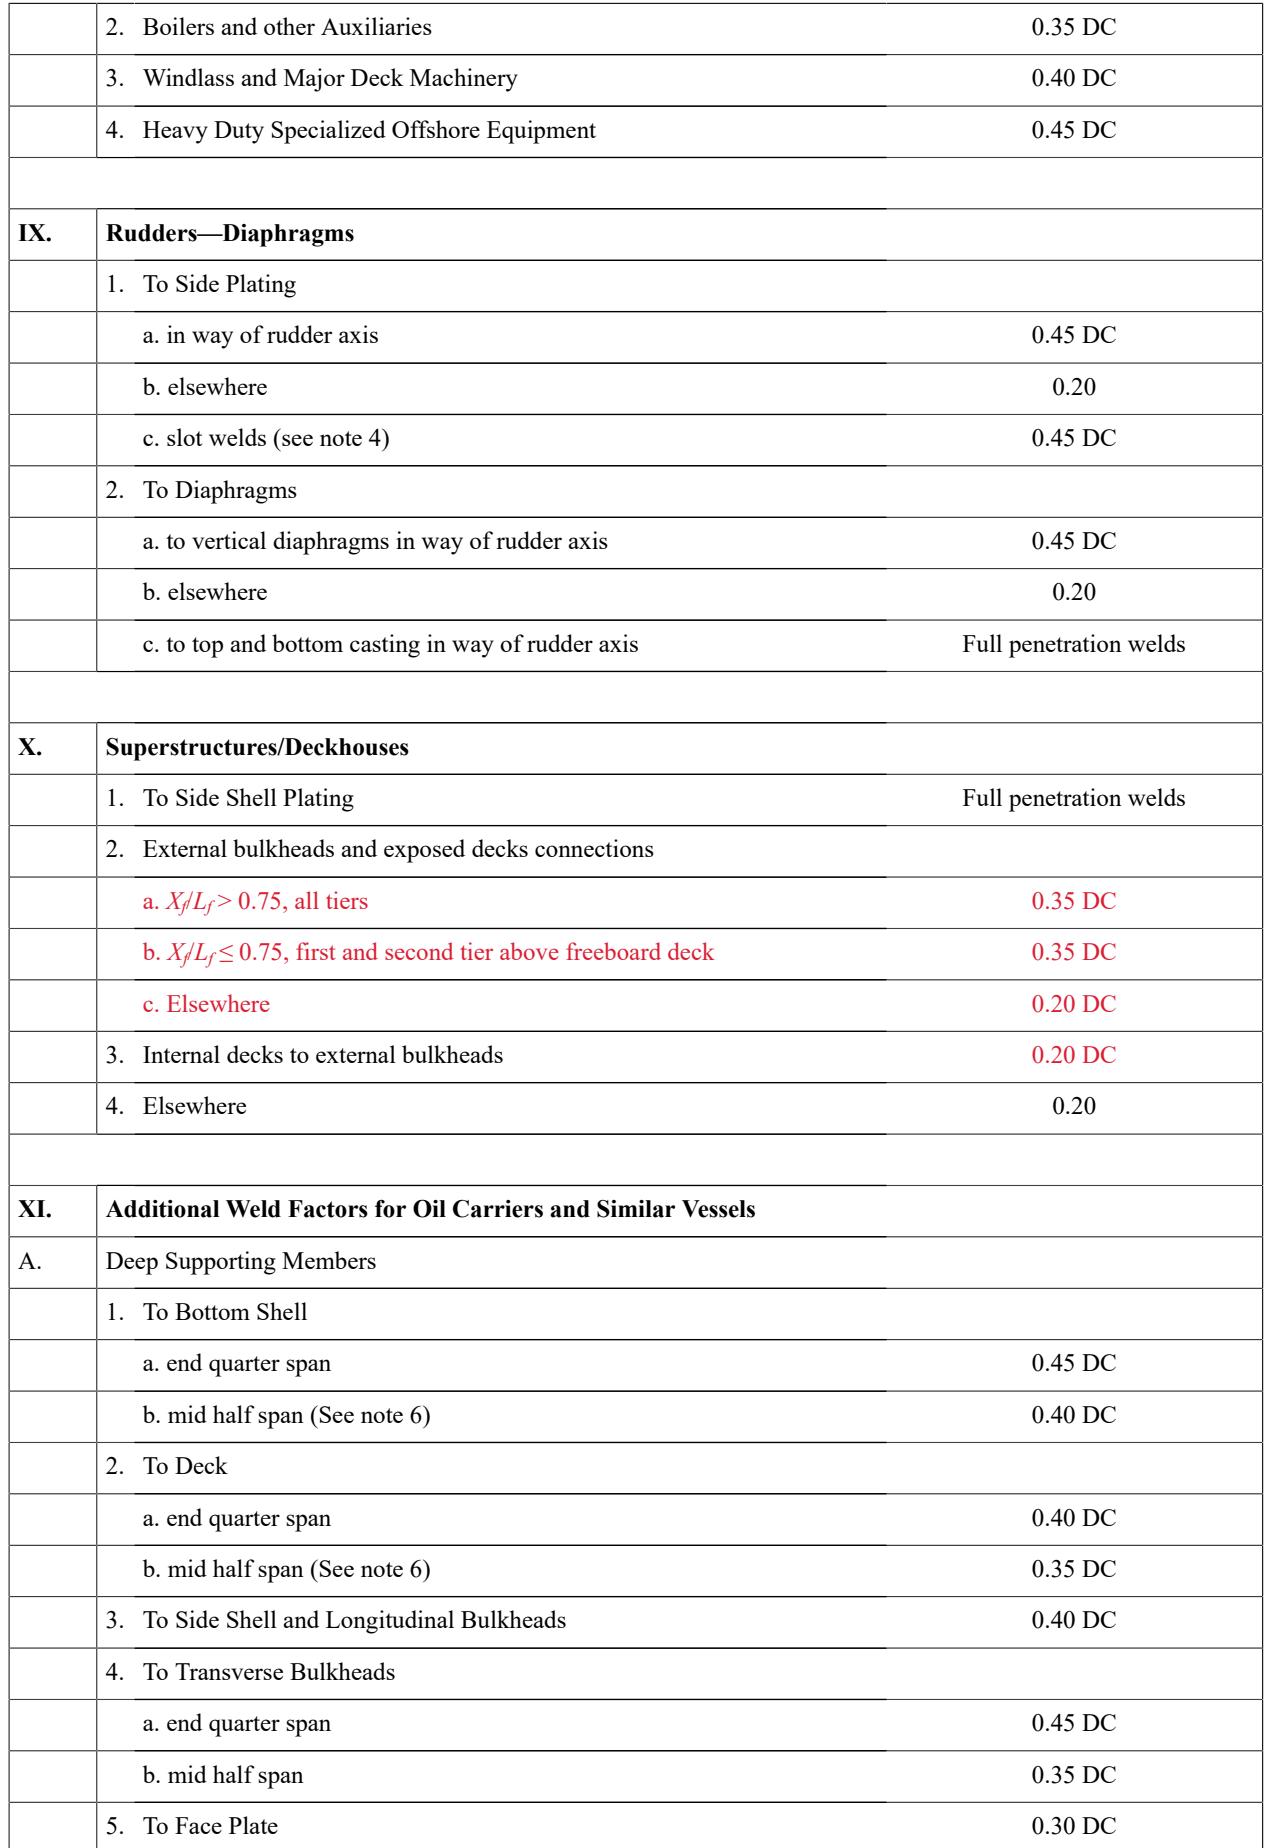 2. Boilers and other Auxiliaries 0.35 DC
3. Windlass and Major Deck Machinery 0.40 DC
4. Heavy Duty Specialized Offshore Equipment 0.45 DC
IX. Rudders—Diaphragms
1. To Side Plating
a. in way of rudder axis 0.45 DC
b. elsewhere 0.20
c. slot welds (see note 4) 0.45 DC
2. To Diaphragms
a. to vertical diaphragms in way of rudder axis 0.45 DC
b. elsewhere 0.20
c. to top and bottom casting in way of rudder axis Full penetration welds
X. Superstructures/Deckhouses
1. To Side Shell Plating Full penetration welds
2. External bulkheads and exposed decks connections
a. Xf/Lf > 0.75, all tiers 0.35 DC
b. Xf/Lf ≤ 0.75, first and second tier above freeboard deck 0.35 DC
c. Elsewhere 0.20 DC
3. Internal decks to external bulkheads 0.20 DC
4. Elsewhere 0.20
XI. Additional Weld Factors for Oil Carriers and Similar Vessels
A. Deep Supporting Members
1. To Bottom Shell
a. end quarter span 0.45 DC
b. mid half span (See note 6) 0.40 DC
2. To Deck
a. end quarter span 0.40 DC
b. mid half span (See note 6) 0.35 DC
3. To Side Shell and Longitudinal Bulkheads 0.40 DC
4. To Transverse Bulkheads
a. end quarter span 0.45 DC
b. mid half span 0.35 DC
5. To Face Plate 0.30 DC